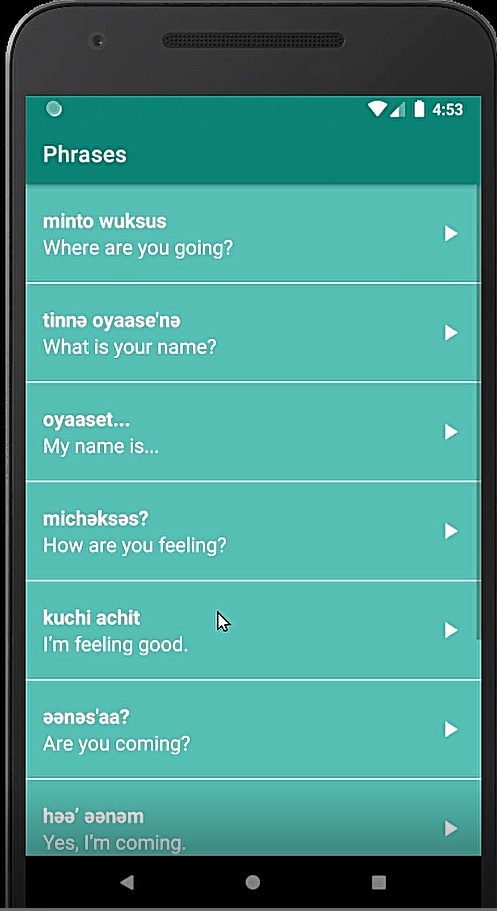 4:53
Phrases
minto wuksus
Where are you going?
tinnə oyaase'nə
What is your name?
oyaaset...
My name is...
michəksəs?
How are you feeling?
kuchi achit
I'm feeling good.
əənəs'aa?
Are you coming?
həə’ əənəm
Yes, I’m coming.